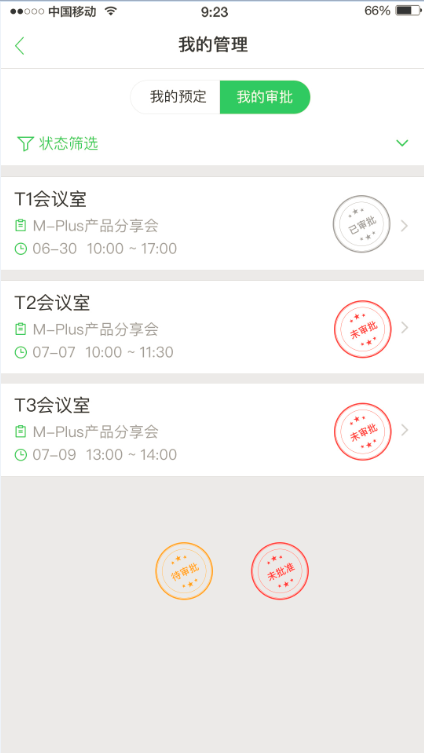 中国移动 9:23 66%
我的管理
我的预定 我的审批
状态筛选
T1会议室
M-Plus产品分享会
06-30 10:00 ~ 17:00
已审批
T2会议室
M-Plus产品分享会
07-07 10:00 ~ 11:30
未审批
T3会议室
M-Plus产品分享会
07-09 13:00 ~ 14:00
未审批
待审批 未批准